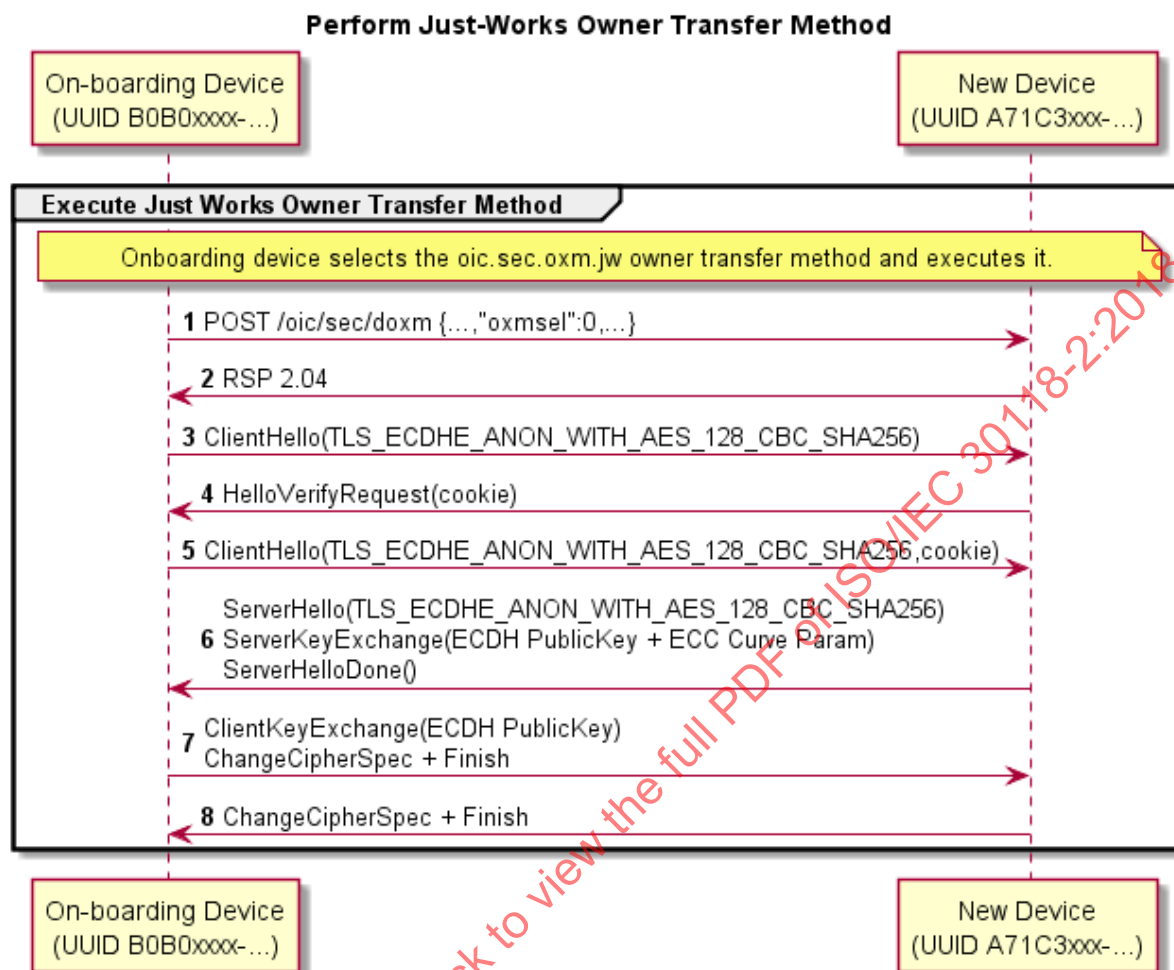 Perform Just-Works Owner Transfer Method
On-boarding Device
(UUID B0B0xxxx-...)
New Device
(UUID A71C3xxx-...)
Execute Just Works Owner Transfer Method
Onboarding device selects the oic.sec.oxm.jw owner transfer method and executes it.
1 POST /oic/sec/doxm {...,"oxmsel":0,...}
2 RSP 2.04
3 ClientHello(TLS_ECDHE_ANON_WITH_AES_128_CBC_SHA256)
4 HelloVerifyRequest(cookie)
5 ClientHello(TLS_ECDHE_ANON_WITH_AES_128_CBC_SHA256,cookie)
ServerHello(TLS_ECDHE_ANON_WITH_AES_128_CBC_SHA256)
6 ServerKeyExchange(ECDH PublicKey + ECC Curve Param)
ServerHelloDone()
7 ClientKeyExchange(ECDH PublicKey)
ChangeCipherSpec + Finish
8 ChangeCipherSpec + Finish
On-boarding Device
(UUID B0B0xxxx-...)
New Device
(UUID A71C3xxx-...)
to view the full PDF of ISO/IEC 30118-2:2018